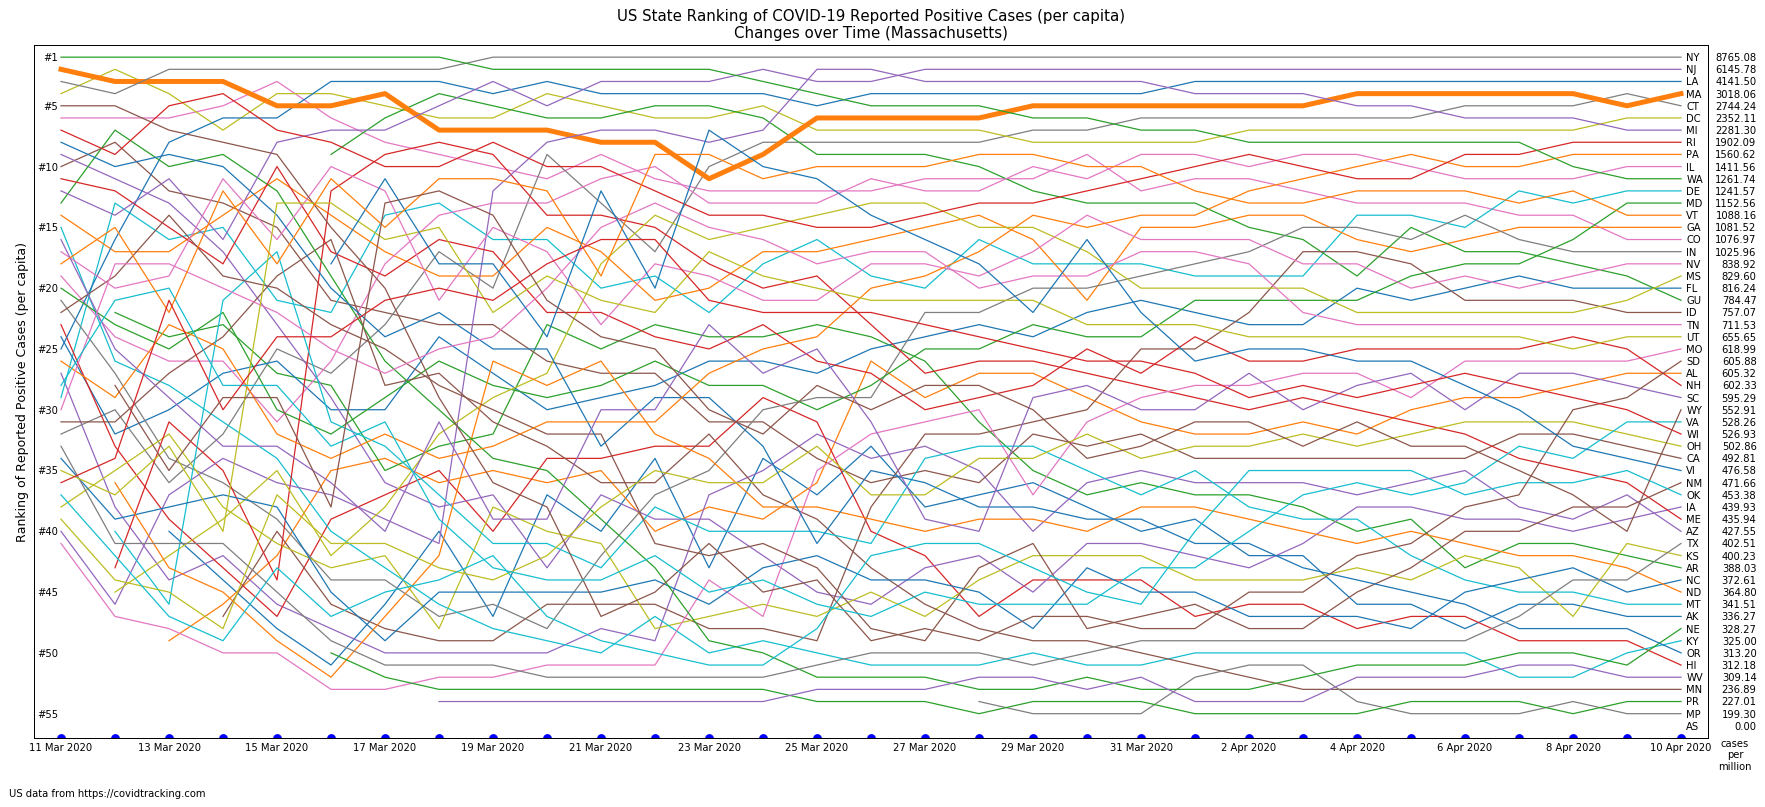 US State Ranking of COVID-19 Reported Positive Cases (per capita)
Changes over Time (Massachusetts)
Ranking of Reported Positive Cases (per capita)
#1
#5
#10
#15
#20
#25
#30
#35
#40
#45
#50
#55
NY 8765.08
NJ 6145.78
LA 4141.50
MA 3018.06
CT 2744.24
DC 2352.11
MI 2281.30
RI 1902.09
PA 1560.62
IL 1411.56
WA 1261.74
DE 1241.57
MD 1152.56
VT 1088.16
GA 1081.52
CO 1076.97
IN 1025.96
NV 838.92
MS 829.60
FL 816.24
GU 784.47
ID 757.07
TN 711.53
UT 655.65
MO 618.99
SD 605.88
AL 605.32
NH 602.33
SC 595.29
WY 552.91
VA 528.26
WI 526.93
OH 502.86
CA 492.81
VI 476.58
NM 471.66
OK 453.38
IA 439.93
ME 435.94
AZ 427.55
TX 402.51
KS 400.23
AR 388.03
NC 372.61
ND 364.80
MT 341.51
AK 336.27
NE 328.27
KY 325.00
OR 313.20
HI 312.18
WV 309.14
MN 236.89
PR 227.01
MP 199.30
AS 0.00
11 Mar 2020 13 Mar 2020 15 Mar 2020 17 Mar 2020 19 Mar 2020 21 Mar 2020 23 Mar 2020 25 Mar 2020 27 Mar 2020 29 Mar 2020 31 Mar 2020 2 Apr 2020 4 Apr 2020 6 Apr 2020 8 Apr 2020 10 Apr 2020
cases
per
million
US data from https://covidtracking.com